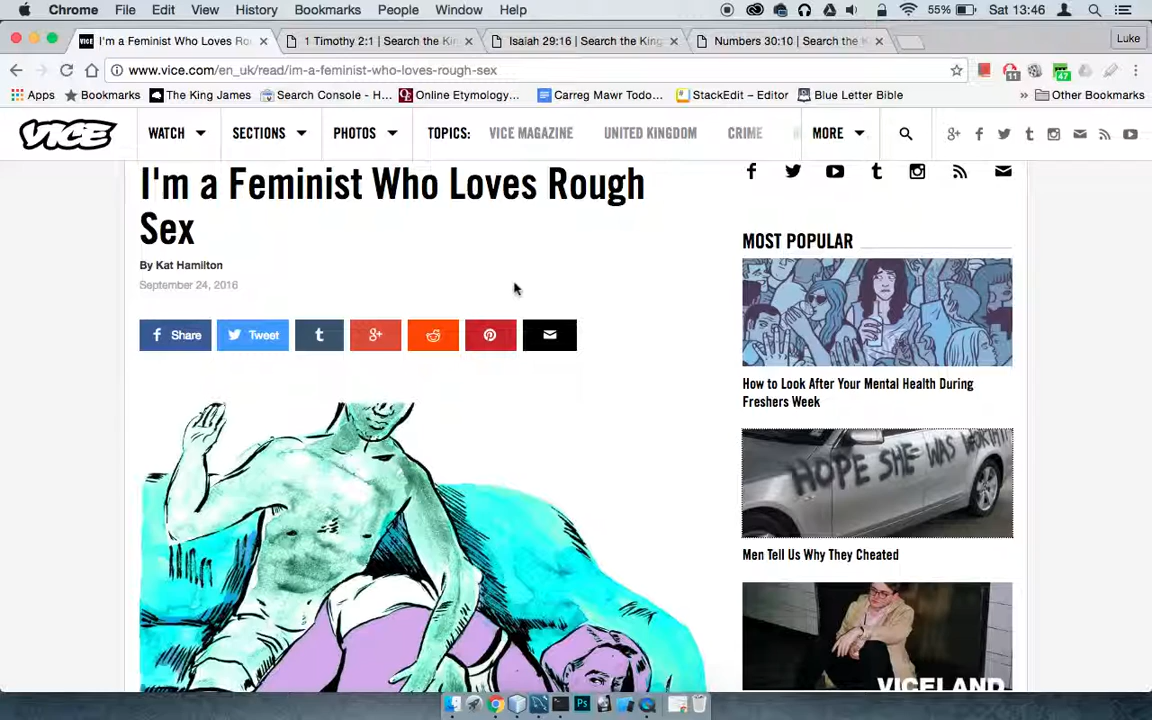 Chrome File Edit View History Bookmarks People Window Help 55% Sat 13:46
I'm a Feminist Who Loves Ro 1 Timothy 2:1 | Search the King Isaiah 29:16 | Search the King Numbers 30:10 | Search the K Luke
www.vice.com/en_uk/read/im-a-feminist-who-loves-rough-sex 11 47
Apps Bookmarks The King James Search Console - H... Online Etymology... Carreg Mawr Todo... StackEdit – Editor Blue Letter Bible » Other Bookmarks
VICE WATCH SECTIONS PHOTOS TOPICS: VICE MAGAZINE UNITED KINGDOM CRIME MORE
I'm a Feminist Who Loves Rough
Sex
By Kat Hamilton
September 24, 2016
Share Tweet
MOST POPULAR
How to Look After Your Mental Health During
Freshers Week
HOPE SHE WAS WORTH IT
Men Tell Us Why They Cheated
VICELAND